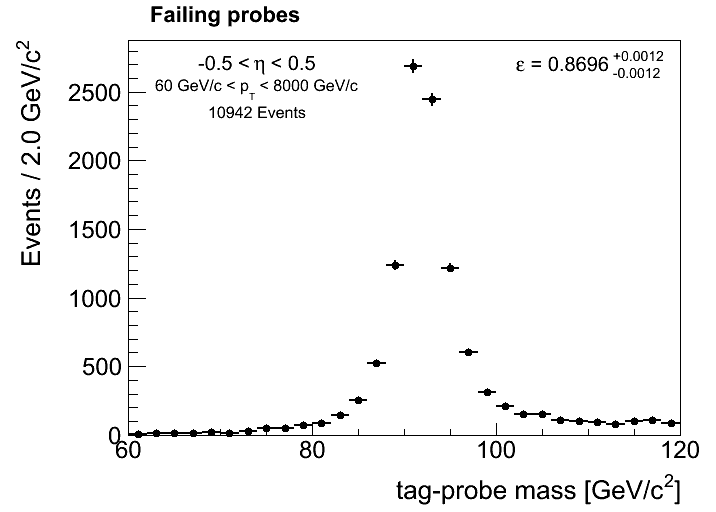 Failing probes
-0.5 < η < 0.5
60 GeV/c < p_T < 8000 GeV/c
10942 Events
ε = 0.8696 +0.0012 -0.0012
Events / 2.0 GeV/c²
2500
2000
1500
1000
500
0
60 80 100 120
tag-probe mass [GeV/c²]